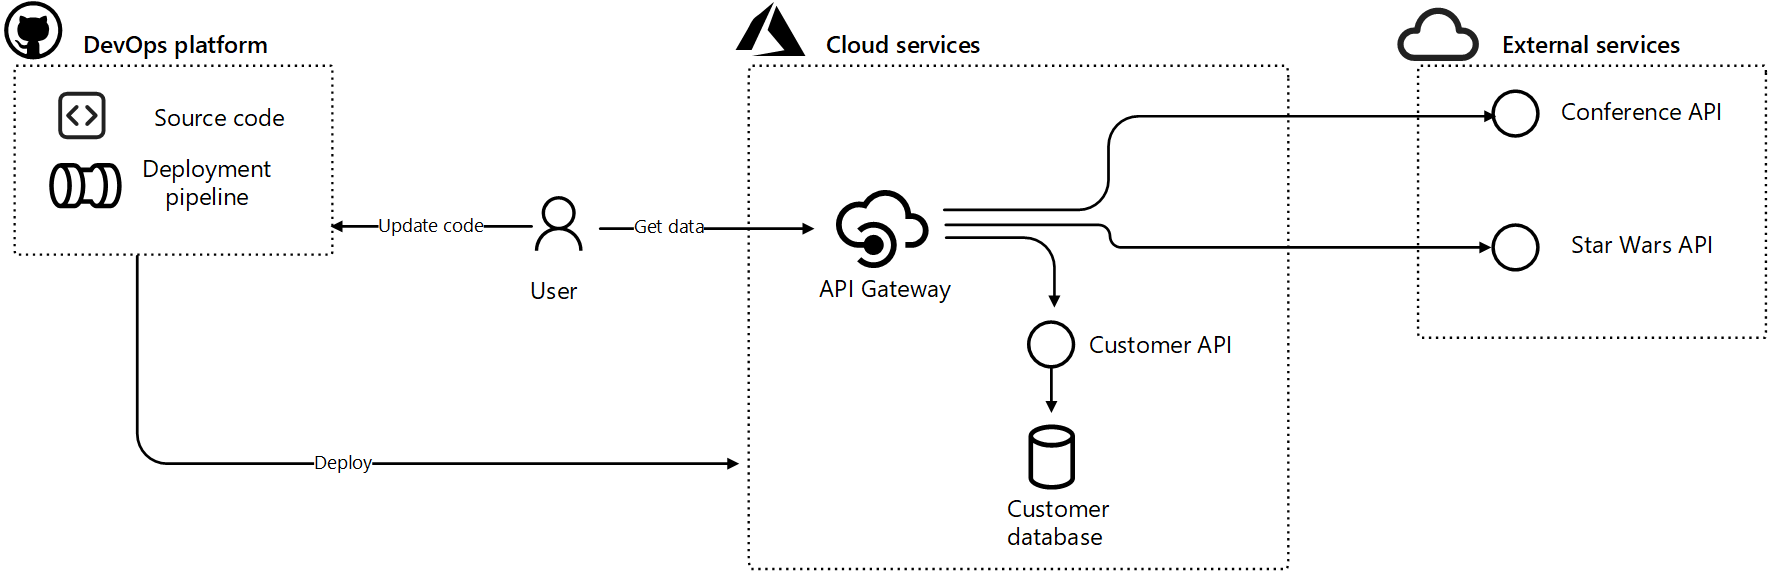 DevOps platform
Source code
Deployment
pipeline
Update code
User
Get data
Deploy
Cloud services
API Gateway
Customer API
Customer
database
External services
Conference API
Star Wars API